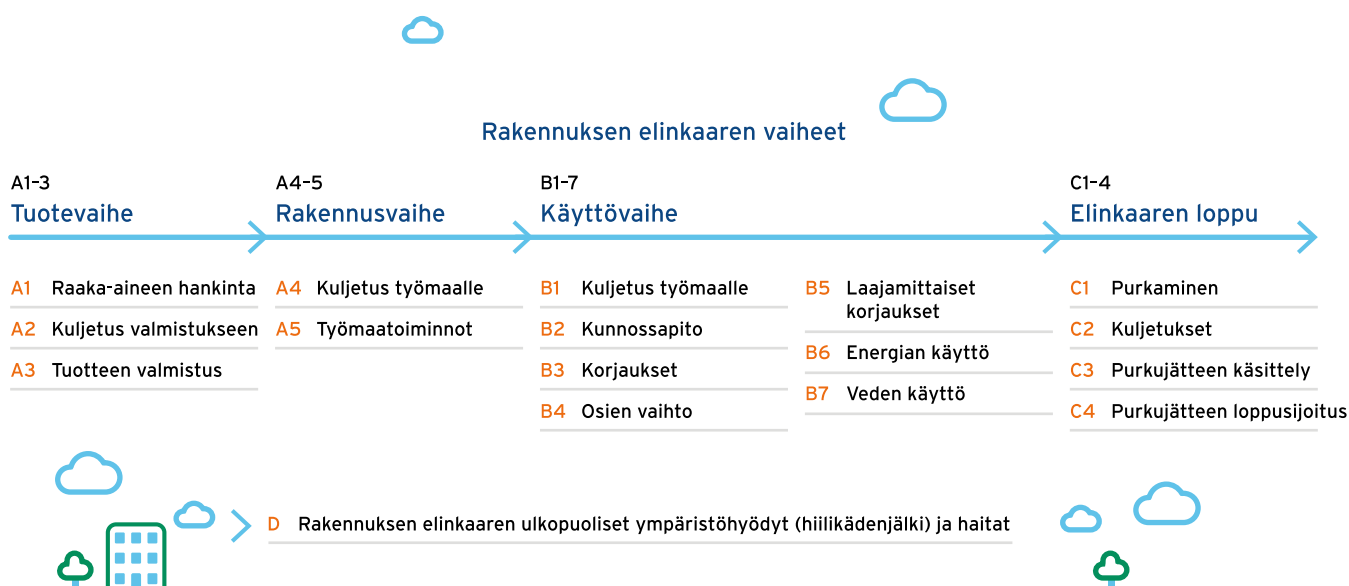 Rakennuksen elinkaaren vaiheet
A1–3
Tuotevaihe
A1 Raaka-aineen hankinta
A2 Kuljetus valmistukseen
A3 Tuotteen valmistus
A4–5
Rakennusvaihe
A4 Kuljetus työmaalle
A5 Työmaatoiminnot
B1–7
Käyttövaihe
B1 Kuljetus työmaalle
B2 Kunnossapito
B3 Korjaukset
B4 Osien vaihto
B5 Laajamittaiset
korjaukset
B6 Energian käyttö
B7 Veden käyttö
C1–4
Elinkaaren loppu
C1 Purkaminen
C2 Kuljetukset
C3 Purkujätteen käsittely
C4 Purkujätteen loppusijoitus
D Rakennuksen elinkaaren ulkopuoliset ympäristöhyödyt (hiilikädenjälki) ja haitat